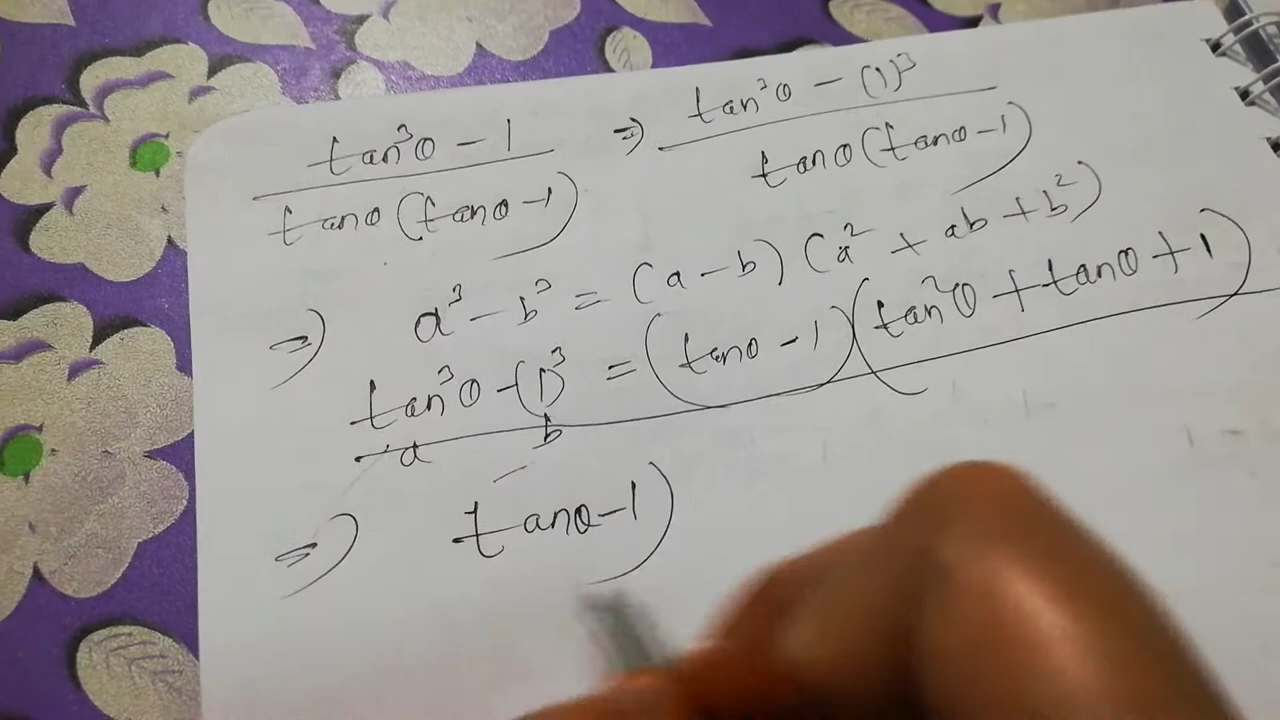 tan³θ - 1 ⇒ tan³θ - (1)³
tanθ (tanθ - 1) tanθ (tanθ - 1)
⇒ a³ - b³ = (a - b) (a² + ab + b²)
tan³θ - (1)³ = (tanθ - 1) (tan²θ + tanθ + 1)
a b
⇒ tanθ - 1)